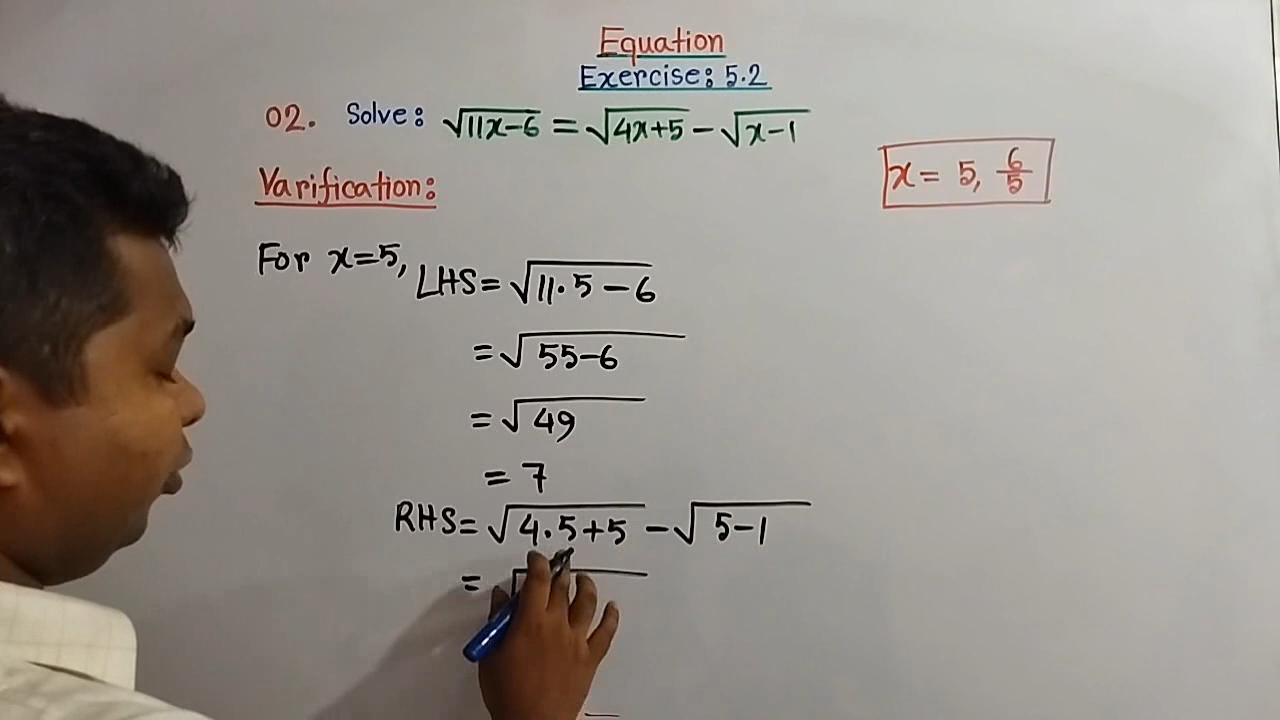 Equation
Exercise: 5.2
02. Solve: √11x-6 = √4x+5 - √x-1
x = 5, 6/5
Varification:
For x=5, LHS = √11·5 - 6
= √55-6
= √49
= 7
RHS = √4·5+5 - √5-1
= √